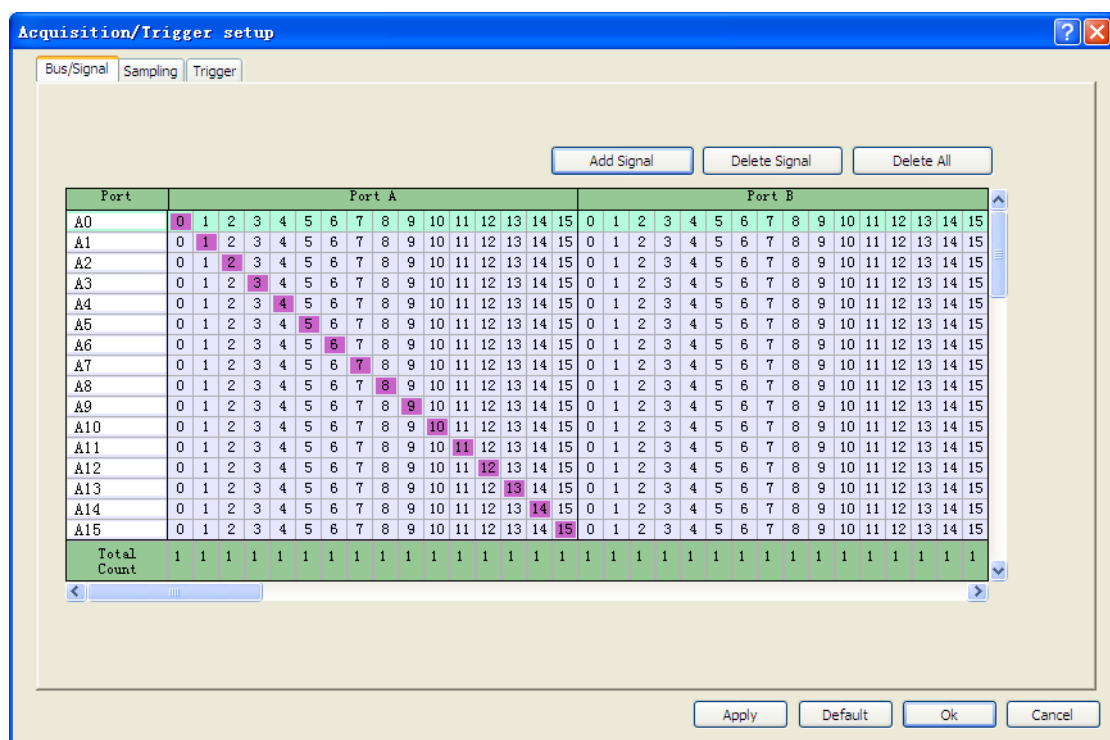 Acquisition/Trigger setup
Bus/Signal Sampling Trigger
Add Signal Delete Signal Delete All
Port Port A Port B
A0 0 1 2 3 4 5 6 7 8 9 10 11 12 13 14 15 0 1 2 3 4 5 6 7 8 9 10 11 12 13 14 15
A1 0 1 2 3 4 5 6 7 8 9 10 11 12 13 14 15 0 1 2 3 4 5 6 7 8 9 10 11 12 13 14 15
A2 0 1 2 3 4 5 6 7 8 9 10 11 12 13 14 15 0 1 2 3 4 5 6 7 8 9 10 11 12 13 14 15
A3 0 1 2 3 4 5 6 7 8 9 10 11 12 13 14 15 0 1 2 3 4 5 6 7 8 9 10 11 12 13 14 15
A4 0 1 2 3 4 5 6 7 8 9 10 11 12 13 14 15 0 1 2 3 4 5 6 7 8 9 10 11 12 13 14 15
A5 0 1 2 3 4 5 6 7 8 9 10 11 12 13 14 15 0 1 2 3 4 5 6 7 8 9 10 11 12 13 14 15
A6 0 1 2 3 4 5 6 7 8 9 10 11 12 13 14 15 0 1 2 3 4 5 6 7 8 9 10 11 12 13 14 15
A7 0 1 2 3 4 5 6 7 8 9 10 11 12 13 14 15 0 1 2 3 4 5 6 7 8 9 10 11 12 13 14 15
A8 0 1 2 3 4 5 6 7 8 9 10 11 12 13 14 15 0 1 2 3 4 5 6 7 8 9 10 11 12 13 14 15
A9 0 1 2 3 4 5 6 7 8 9 10 11 12 13 14 15 0 1 2 3 4 5 6 7 8 9 10 11 12 13 14 15
A10 0 1 2 3 4 5 6 7 8 9 10 11 12 13 14 15 0 1 2 3 4 5 6 7 8 9 10 11 12 13 14 15
A11 0 1 2 3 4 5 6 7 8 9 10 11 12 13 14 15 0 1 2 3 4 5 6 7 8 9 10 11 12 13 14 15
A12 0 1 2 3 4 5 6 7 8 9 10 11 12 13 14 15 0 1 2 3 4 5 6 7 8 9 10 11 12 13 14 15
A13 0 1 2 3 4 5 6 7 8 9 10 11 12 13 14 15 0 1 2 3 4 5 6 7 8 9 10 11 12 13 14 15
A14 0 1 2 3 4 5 6 7 8 9 10 11 12 13 14 15 0 1 2 3 4 5 6 7 8 9 10 11 12 13 14 15
A15 0 1 2 3 4 5 6 7 8 9 10 11 12 13 14 15 0 1 2 3 4 5 6 7 8 9 10 11 12 13 14 15
Total
Count 1 1 1 1 1 1 1 1 1 1 1 1 1 1 1 1 1 1 1 1 1 1 1 1 1 1 1 1 1 1 1 1
Apply Default Ok Cancel